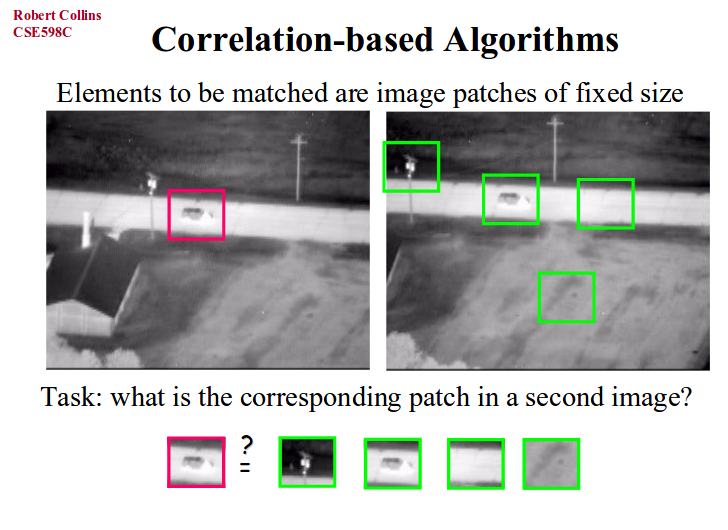 Robert Collins
CSE598C
Correlation-based Algorithms
Elements to be matched are image patches of fixed size
Task: what is the corresponding patch in a second image?
?
=